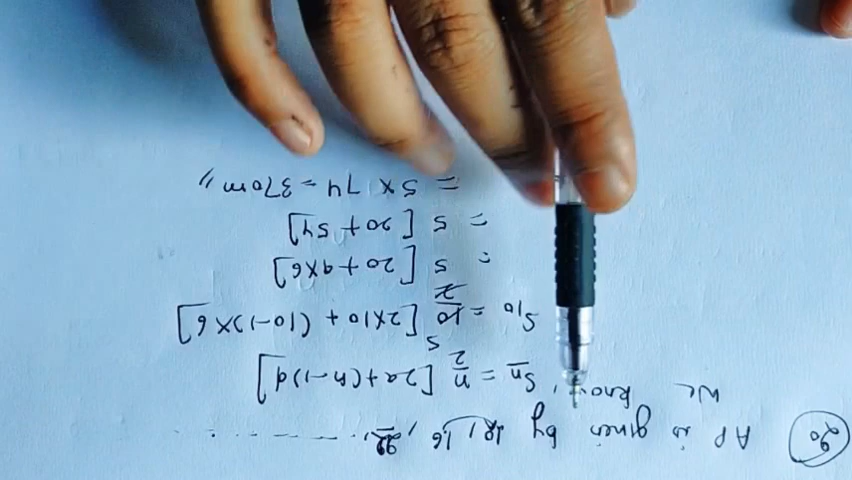 20 AP is given by 10, 16, 22, ----....
We know, Sn = n/2 [2a+(n-1)d]
S10 = 10/2 [2×10 + (10-1)×6]
= 5 [20+9×6]
= 5 [20+54]
= 5×74 = 370m //